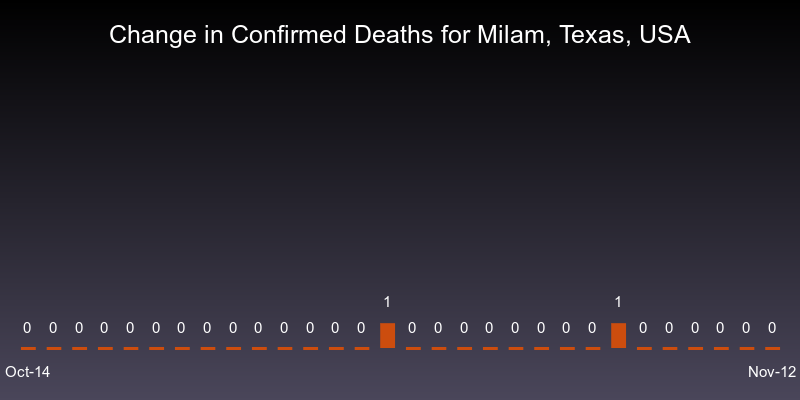 Change in Confirmed Deaths for Milam, Texas, USA
1 1
0 0 0 0 0 0 0 0 0 0 0 0 0 0 0 0 0 0 0 0 0 0 0 0 0 0 0 0
Oct-14 Nov-12